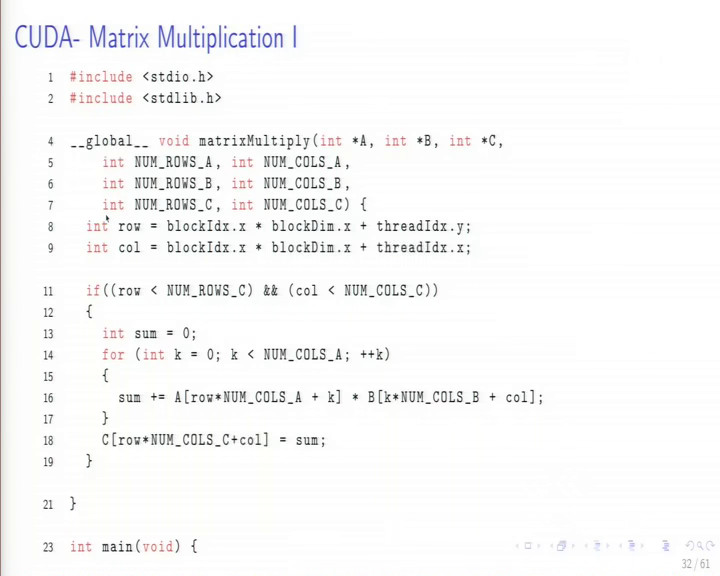 CUDA- Matrix Multiplication I
1 #include <stdio.h>
2 #include <stdlib.h>
4 __global__ void matrixMultiply(int *A, int *B, int *C,
5 int NUM_ROWS_A, int NUM_COLS_A,
6 int NUM_ROWS_B, int NUM_COLS_B,
7 int NUM_ROWS_C, int NUM_COLS_C) {
8 int row = blockIdx.x * blockDim.x + threadIdx.y;
9 int col = blockIdx.x * blockDim.x + threadIdx.x;
11 if((row < NUM_ROWS_C) && (col < NUM_COLS_C))
12 {
13 int sum = 0;
14 for (int k = 0; k < NUM_COLS_A; ++k)
15 {
16 sum += A[row*NUM_COLS_A + k] * B[k*NUM_COLS_B + col];
17 }
18 C[row*NUM_COLS_C+col] = sum;
19 }
21 }
23 int main(void) {
32/61